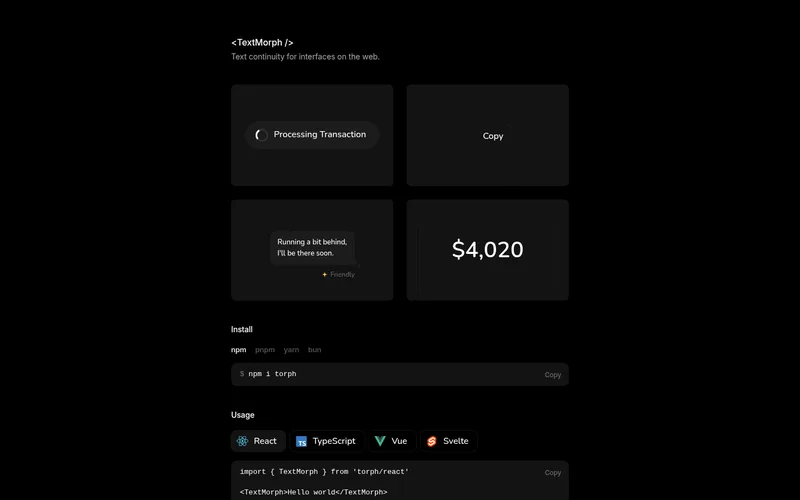 <TextMorph />
Text continuity for interfaces on the web.
Processing Transaction
Copy
Running a bit behind,
I'll be there soon.
Friendly
$4,020
Install
npm pnpm yarn bun
$ npm i torph
Copy
Usage
React TypeScript Vue Svelte
import { TextMorph } from 'torph/react'
Copy
<TextMorph>Hello world</TextMorph>